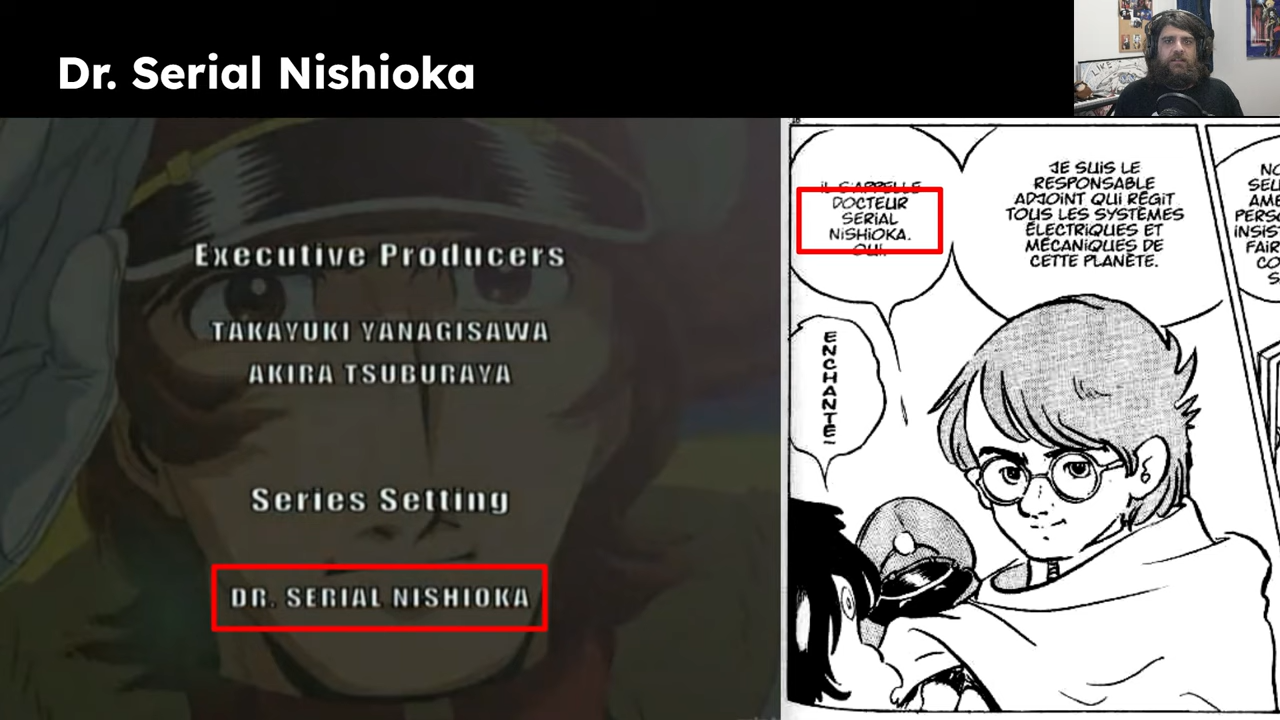 Dr. Serial Nishioka
LIKE
Executive Producers
TAKAYUKI YANAGISAWA
AKIRA TSUBURAYA
Series Setting
DR. SERIAL NISHIOKA
iL S'APPELLE
DOCTEUR
SERIAL
NiSHiOKA.
OUi.
JE SUiS LE
RESPONSABLE
ADJOiNT QUi RÉGiT
TOUS LES SYSTÈMES
ÉLECTRiQUES ET
MÉCANiQUES DE
CETTE PLANÈTE.
ENCHANTÉ~